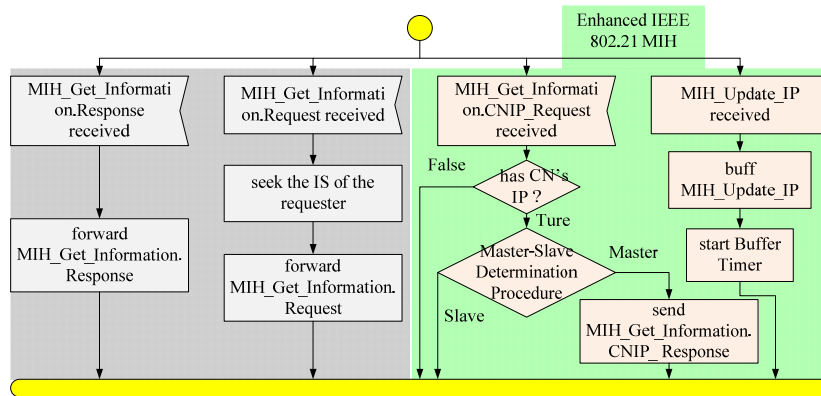 Enhanced IEEE
802.21 MIH
MIH_Get_Informati
on.Response
received
forward
MIH_Get_Information.
Response
MIH_Get_Informati
on.Request received
seek the IS of the
requester
forward
MIH_Get_Information.
Request
MIH_Get_Informati
on.CNIP_Request
received
False
has CN's
IP ?
Ture
Master-Slave
Determination
Procedure
Master
Slave
send
MIH_Get_Information.
CNIP_ Response
MIH_Update_IP
received
buff
MIH_Update_IP
start Buffer
Timer